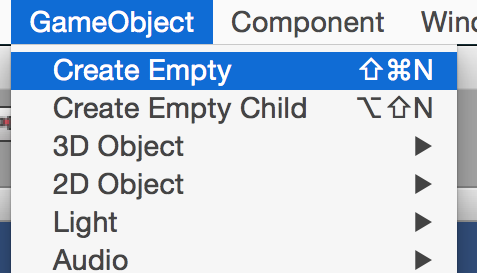 GameObject Component
Create Empty ⇧⌘N
Create Empty Child ⌥⇧N
3D Object ▶
2D Object ▶
Light ▶
Audio ▶